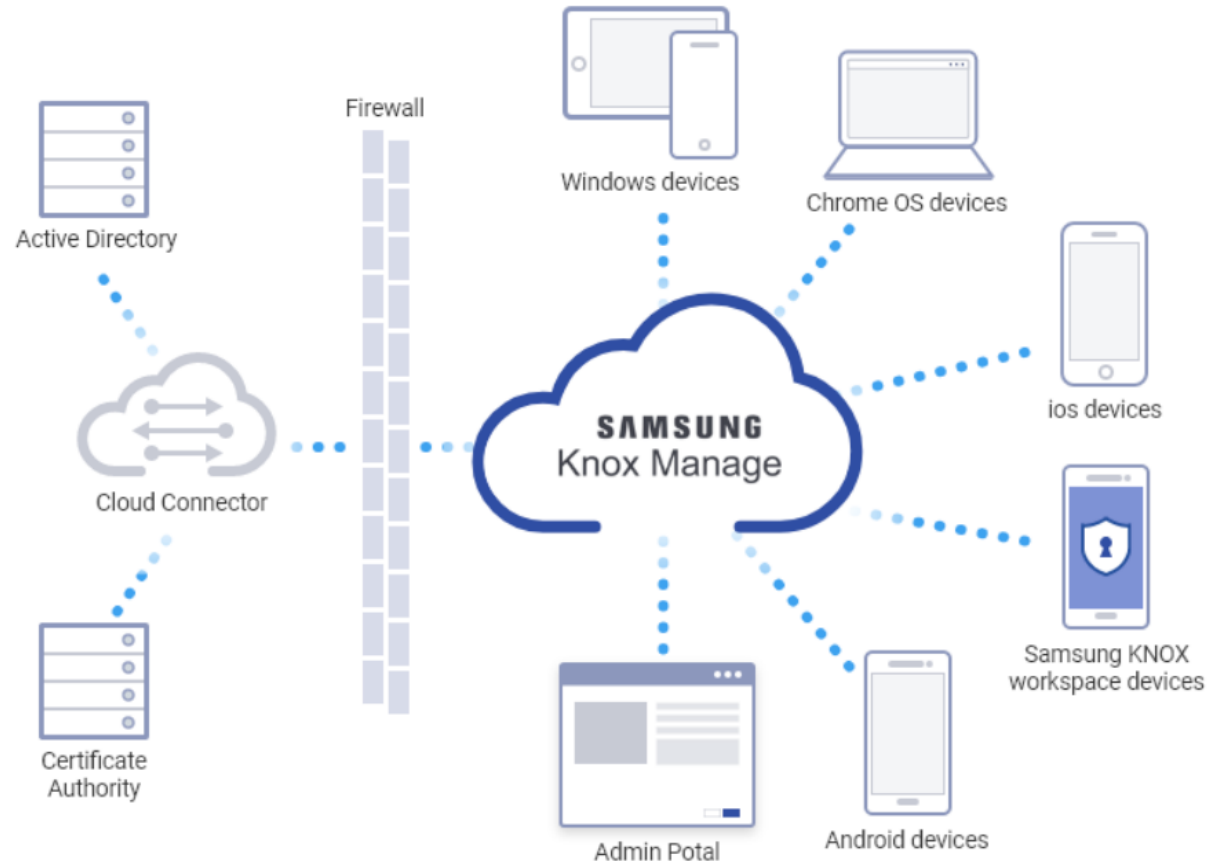 Firewall
Windows devices
Chrome OS devices
Active Directory
ios devices
SAMSUNG
Knox Manage
Cloud Connector
Samsung KNOX
workspace devices
Certificate
Authority
Android devices
Admin Potal